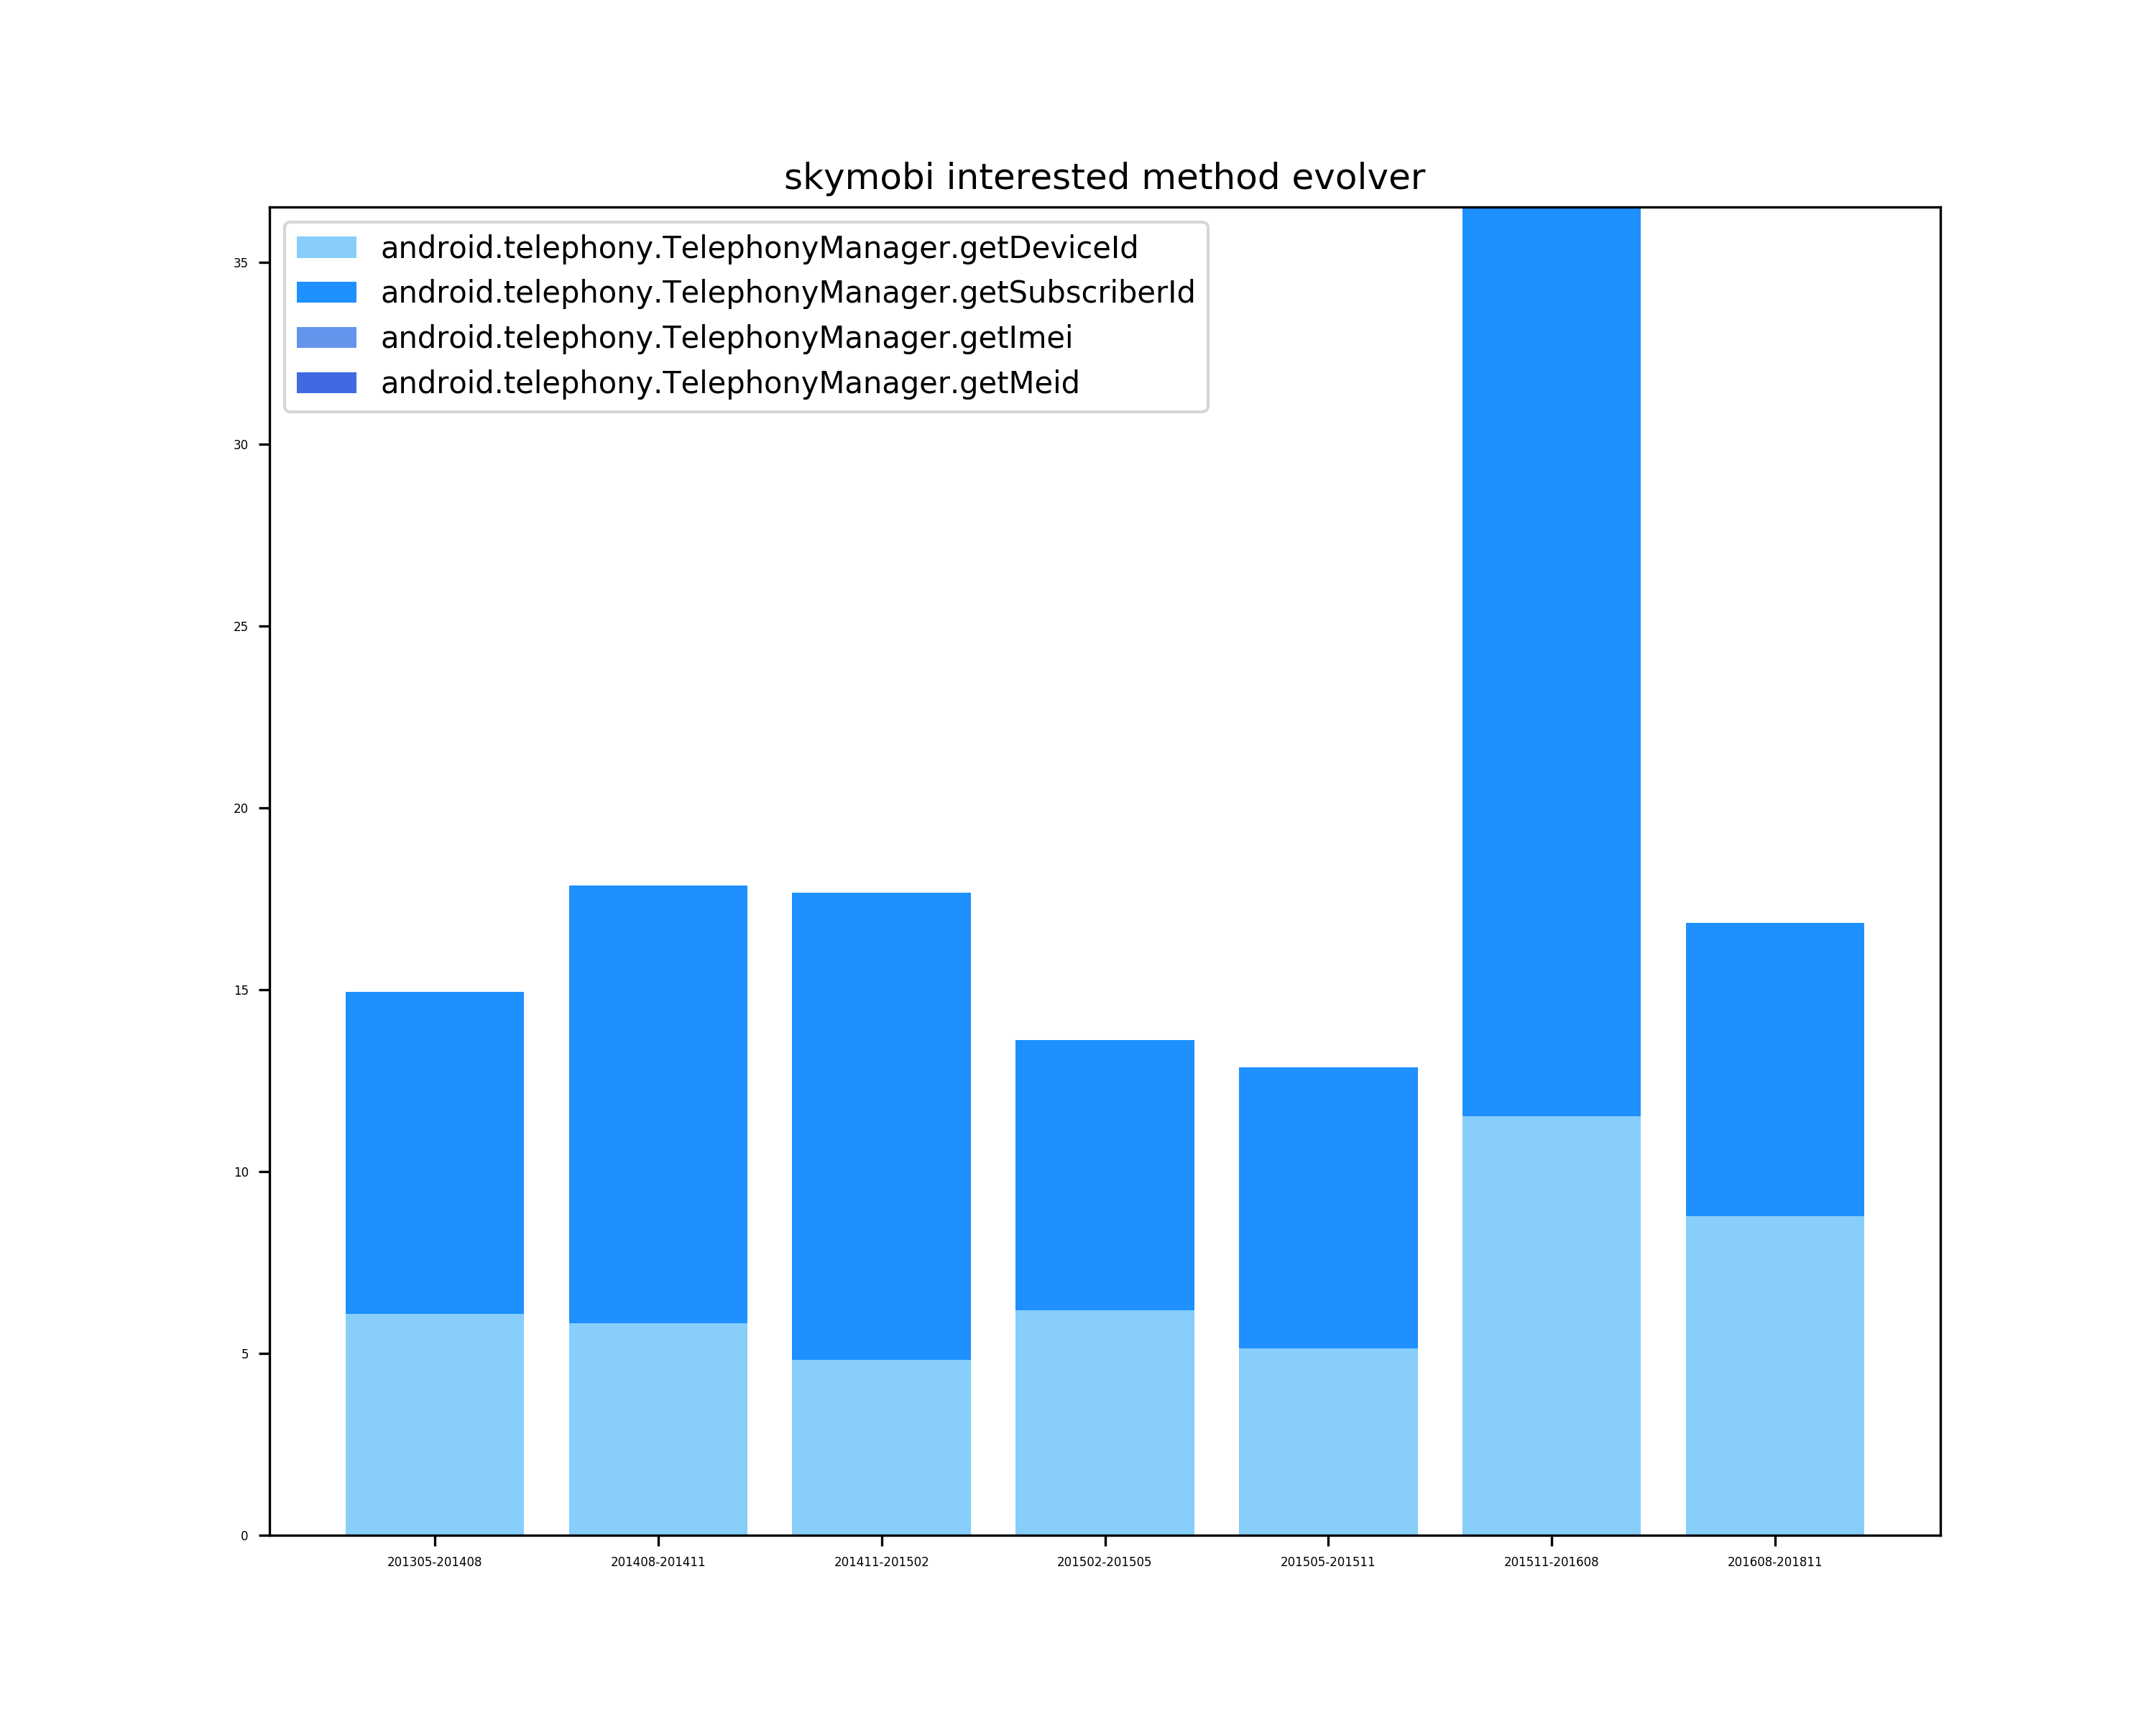 skymobi interested method evolver
android.telephony.TelephonyManager.getDeviceId
android.telephony.TelephonyManager.getSubscriberId
android.telephony.TelephonyManager.getImei
android.telephony.TelephonyManager.getMeid
35
30
25
20
15
10
5
0
201305-201408 201408-201411 201411-201502 201502-201505 201505-201511 201511-201608 201608-201811